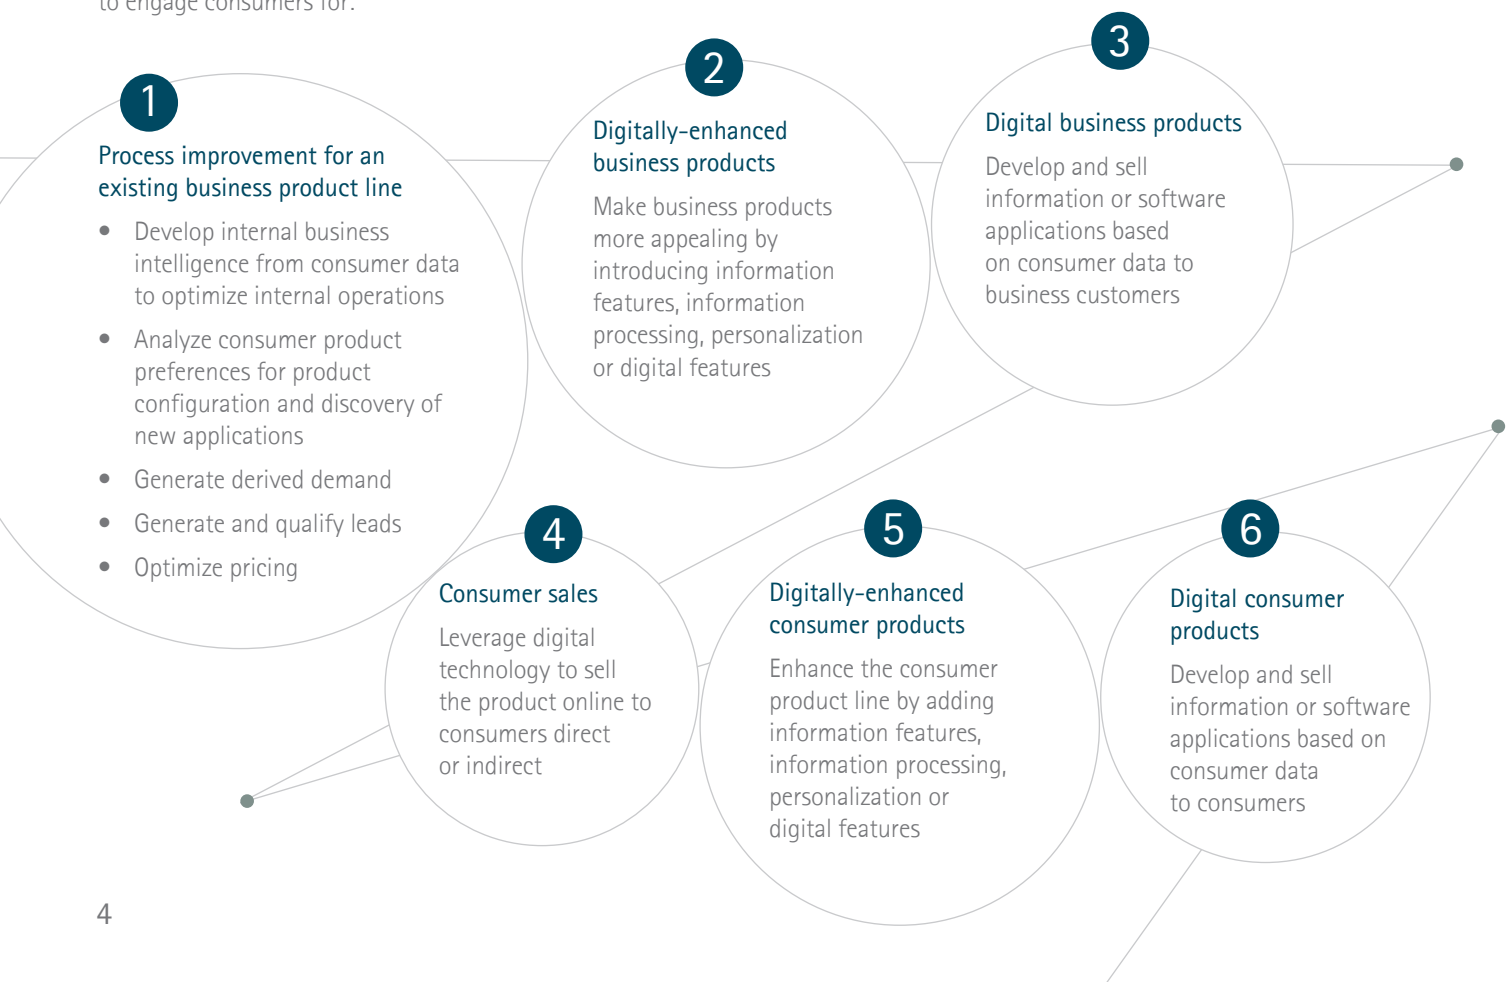 to engage consumers for:
1
Process improvement for an
existing business product line
• Develop internal business
intelligence from consumer data
to optimize internal operations
• Analyze consumer product
preferences for product
configuration and discovery of
new applications
• Generate derived demand
• Generate and qualify leads
• Optimize pricing
2
Digitally-enhanced
business products
Make business products
more appealing by
introducing information
features, information
processing, personalization
or digital features
3
Digital business products
Develop and sell
information or software
applications based
on consumer data to
business customers
4
Consumer sales
Leverage digital
technology to sell
the product online to
consumers direct
or indirect
5
Digitally-enhanced
consumer products
Enhance the consumer
product line by adding
information features,
information processing,
personalization or
digital features
6
Digital consumer
products
Develop and sell
information or software
applications based on
consumer data
to consumers
4